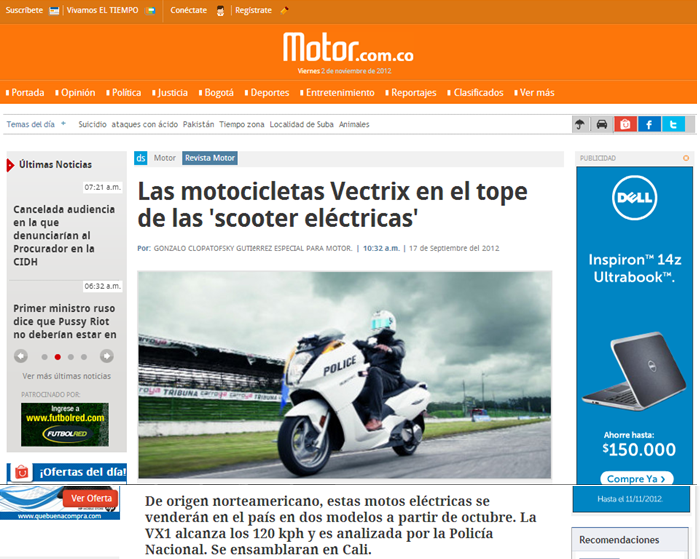 Suscríbete
Vivamos EL TIEMPO
Conéctate
Regístrate
Motor.com.co
Viernes 2 de noviembre de 2012
Portada
Opinión
Política
Justicia
Bogotá
Deportes
Entretenimiento
Reportajes
Clasificados
Ver más
Temas del día
Suicidio ataques con ácido Pakistán Tiempo zona Localidad de Suba Animales
Últimas Noticias
07:21 a.m.
Cancelada audiencia
en la que
denunciarían al
Procurador en la
CIDH
06:32 a.m.
Primer ministro ruso
dice que Pussy Riot
no deberían estar en
Ver más últimas noticias
PATROCINADO POR:
Ingrese a
www.futbolred.com
FUTBOLRED
¡Ofertas del día!
Ver Oferta
www.quebuenacompra.com
ds Motor Revista Motor
Las motocicletas Vectrix en el tope
de las 'scooter eléctricas'
Por: GONZALO CLOPATOFSKY GUTIéRREZ ESPECIAL PARA MOTOR. | 10:32 a.m. | 17 de Septiembre del 2012
TRIBUNA
POLICE
De origen norteamericano, estas motos eléctricas se
venderán en el país en dos modelos a partir de octubre. La
VX1 alcanza los 120 kph y es analizada por la Policía
Nacional. Se ensamblaran en Cali.
PUBLICIDAD
DELL
Inspiron™ 14z
Ultrabook™.
DELL
Ahorre hasta:
$150.000
Compre Ya >
Hasta el 11/11/2012.
Recomendaciones